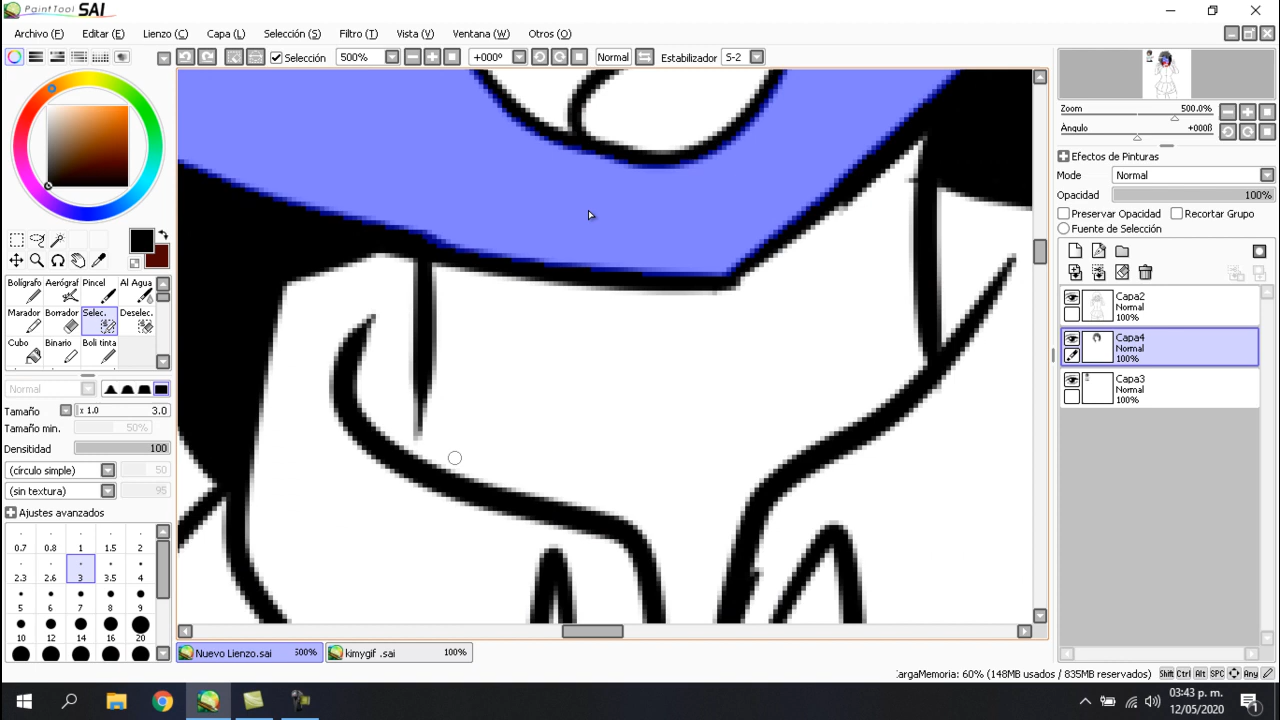 PaintTool SAI
Archivo (F) Editar (E) Lienzo (C) Capa (L) Selección (S) Filtro (T) Vista (V) Ventana (W) Otros (O)
Selección 500% +000º Normal Estabilizador S-2
Zoom 500.0%
Àngulo +000ß
Efectos de Pinturas
Mode Normal
Opacidad 100%
Preservar Opacidad Recortar Grupo
Fuente de Selección
Bolígrafo Aerógraf Pincel Al Agua
Marador Borrador Selec. Deselec.
Cubo Binario Boli tinta
Normal
Tamaño x 1.0 3.0
Tamaño min. 50%
Densitidad 100
(círculo simple) 50
(sin textura) 95
Ajustes avanzados
0.7 0.8 1 1.5 2
2.3 2.6 3 3.5 4
5 6 7 8 9
10 12 14 16 20
Capa2
Normal
100%
Capa4
Normal
100%
Capa3
Normal
100%
Nuevo Lienzo.sai 500% kimygif .sai 100%
CargaMemoria: 60% (148MB usados / 835MB reservados) Shift Ctrl Alt SPC Any
03:43 p. m.
12/05/2020
1